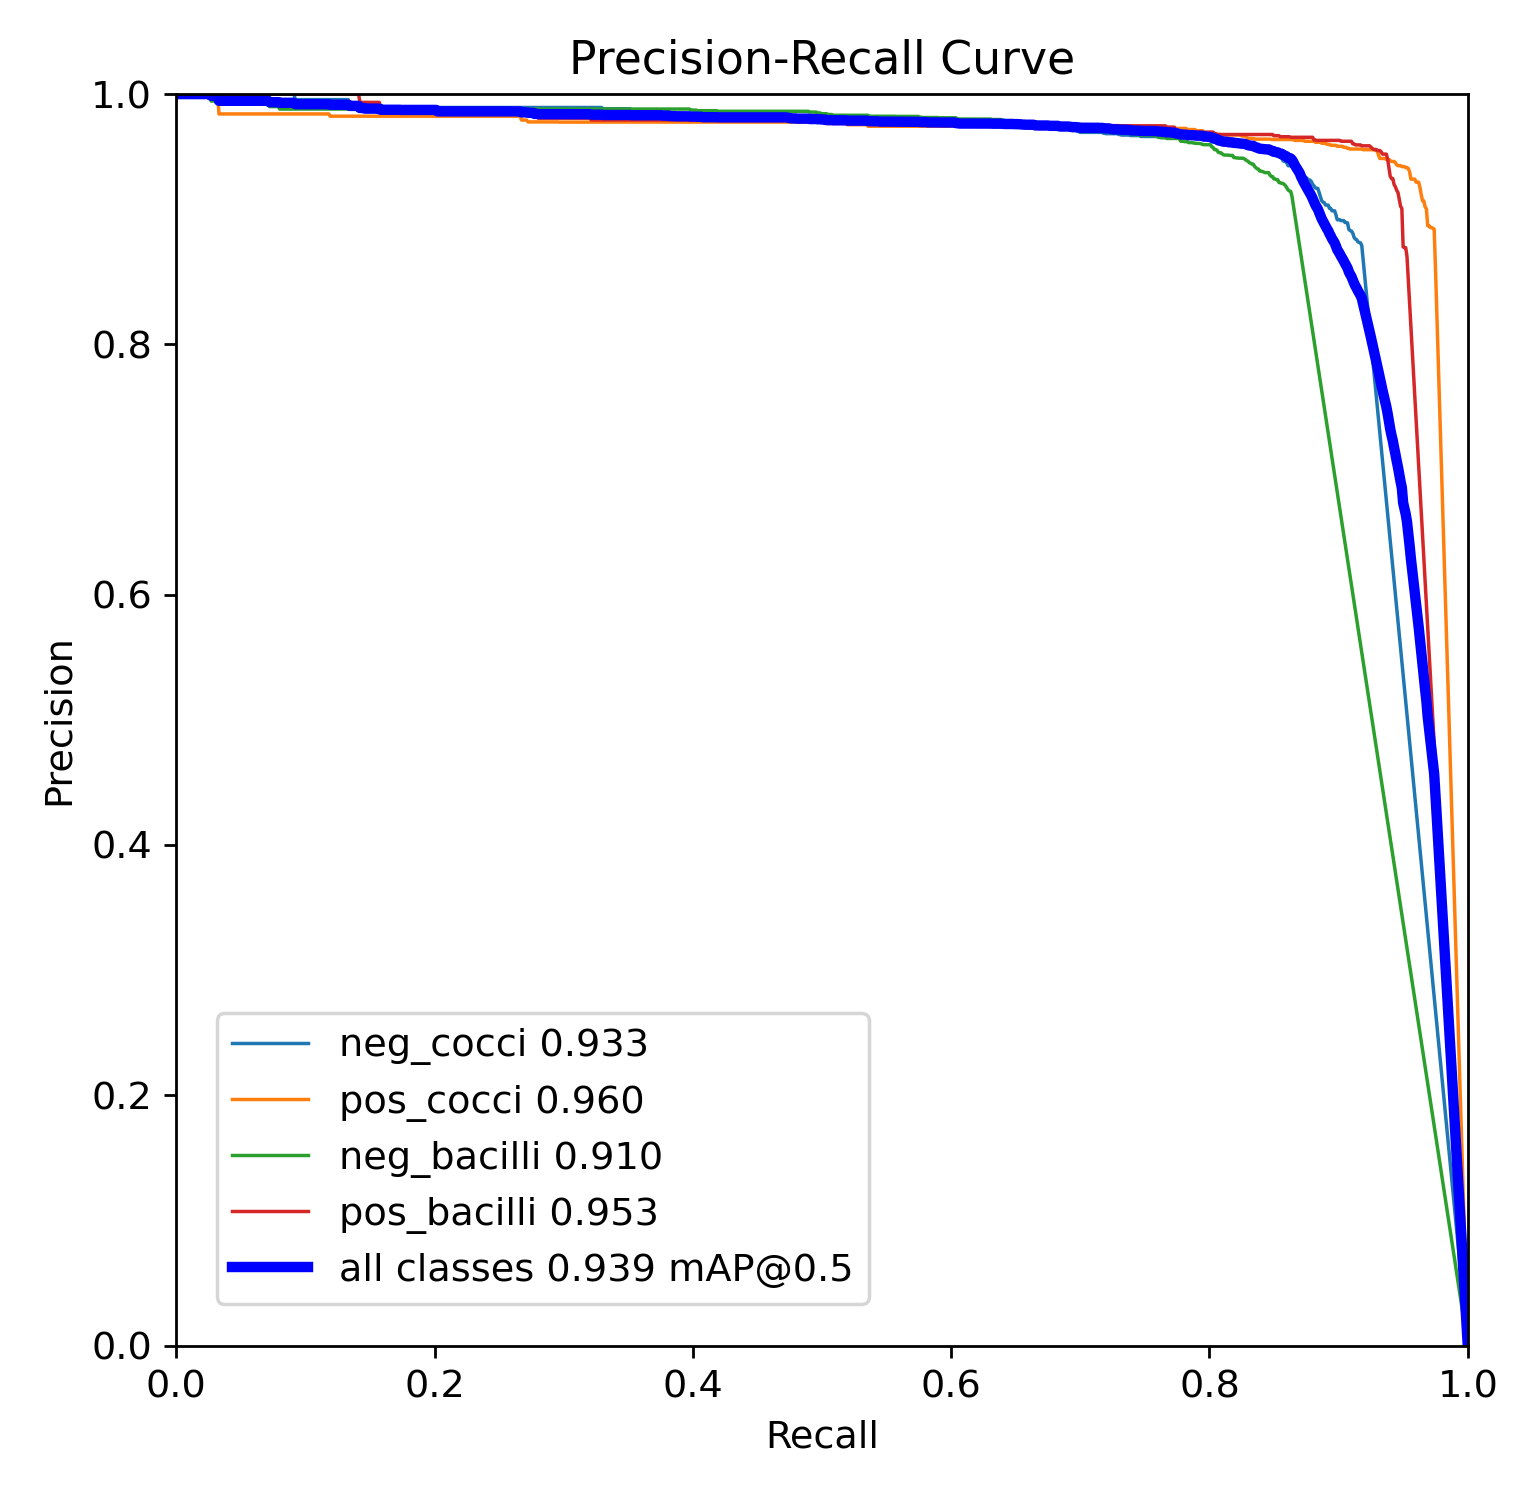 Precision-Recall Curve
1.0
0.8
0.6
0.4
0.2
0.0
Precision
neg_cocci 0.933
pos_cocci 0.960
neg_bacilli 0.910
pos_bacilli 0.953
all classes 0.939 mAP@0.5
0.0 0.2 0.4 0.6 0.8 1.0
Recall